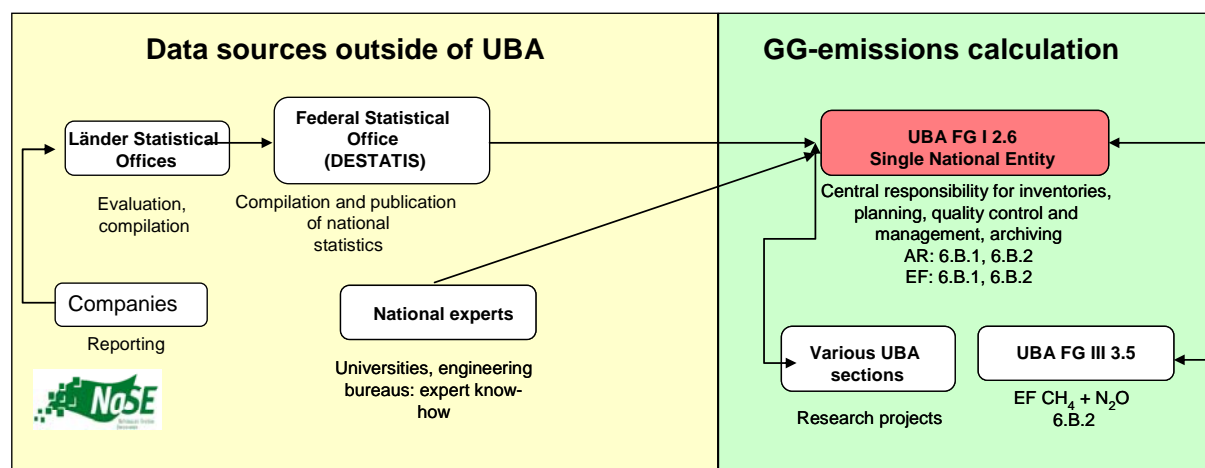 Data sources outside of UBA
GG-emissions calculation
Länder Statistical
Offices
Evaluation,
compilation
Federal Statistical
Office
(DESTATIS)
Compilation and publication
of national
statistics
Companies
Reporting
National experts
Universities, engineering
bureaus: expert know-
how
NaSE
UBA FG I 2.6
Single National Entity
Central responsibility for inventories,
planning, quality control and
management, archiving
AR: 6.B.1, 6.B.2
EF: 6.B.1, 6.B.2
Various UBA
sections
Research projects
UBA FG III 3.5
EF CH₄ + N₂O
6.B.2